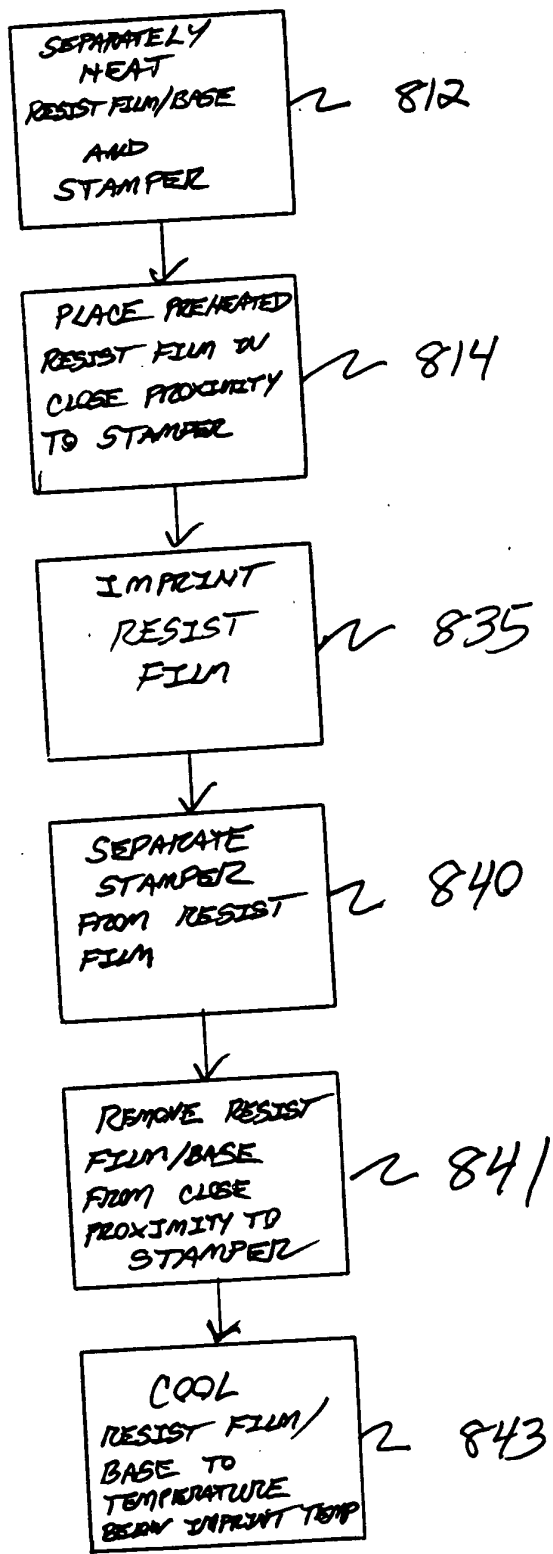 SEPARATELY
HEAT
RESIST FILM/BASE
AND
STAMPER
812
PLACE PREHEATED
RESIST FILM IN
CLOSE PROXIMITY
TO STAMPER
814
IMPRINT
RESIST
FILM
835
SEPARATE
STAMPER
FROM RESIST
FILM
840
REMOVE RESIST
FILM/BASE
FROM CLOSE
PROXIMITY TO
STAMPER
841
COOL
RESIST FILM/
BASE TO
TEMPERATURE
BELOW IMPRINT TEMP
843